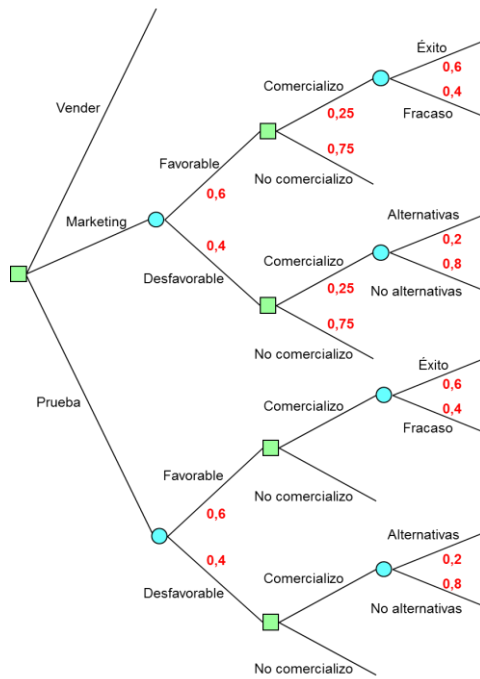 Éxito
0,6
Comercializo
0,4
Fracaso
0,25
Vender
0,75
Favorable
No comercializo
0,6
Marketing
Alternativas
0,4
Comercializo
0,2
0,8
Desfavorable
No alternativas
0,25
0,75
No comercializo
Éxito
0,6
Prueba
Comercializo
0,4
Fracaso
Favorable
No comercializo
0,6
Alternativas
0,4
Comercializo
0,2
0,8
Desfavorable
No alternativas
No comercializo